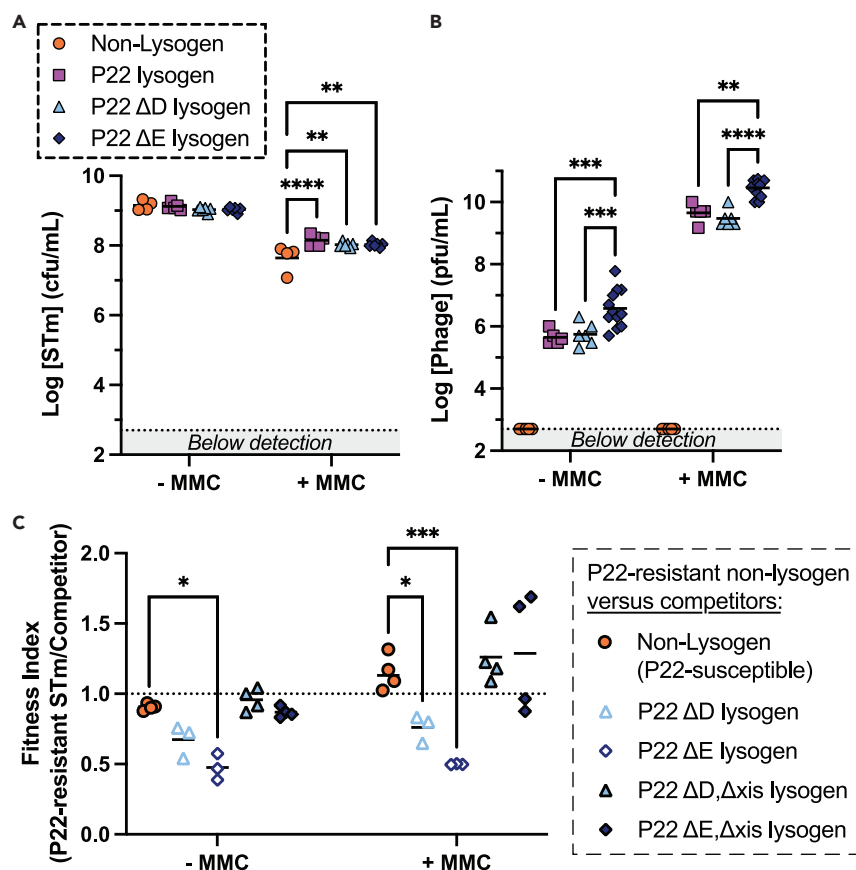 A
Non-Lysogen
P22 lysogen
P22 ΔD lysogen
P22 ΔE lysogen
**
**
****
10
8
6
4
2
Log [STm] (cfu/mL)
Below detection
- MMC
+ MMC
B
**
****
***
***
10
8
6
4
2
Log [Phage] (pfu/mL)
Below detection
- MMC
+ MMC
C
2.0
1.5
1.0
0.5
0.0
Fitness Index
(P22-resistant STm/Competitor)
*
***
*
- MMC
+ MMC
P22-resistant non-lysogen
versus competitors:
Non-Lysogen
(P22-susceptible)
P22 ΔD lysogen
P22 ΔE lysogen
P22 ΔD,Δxis lysogen
P22 ΔE,Δxis lysogen